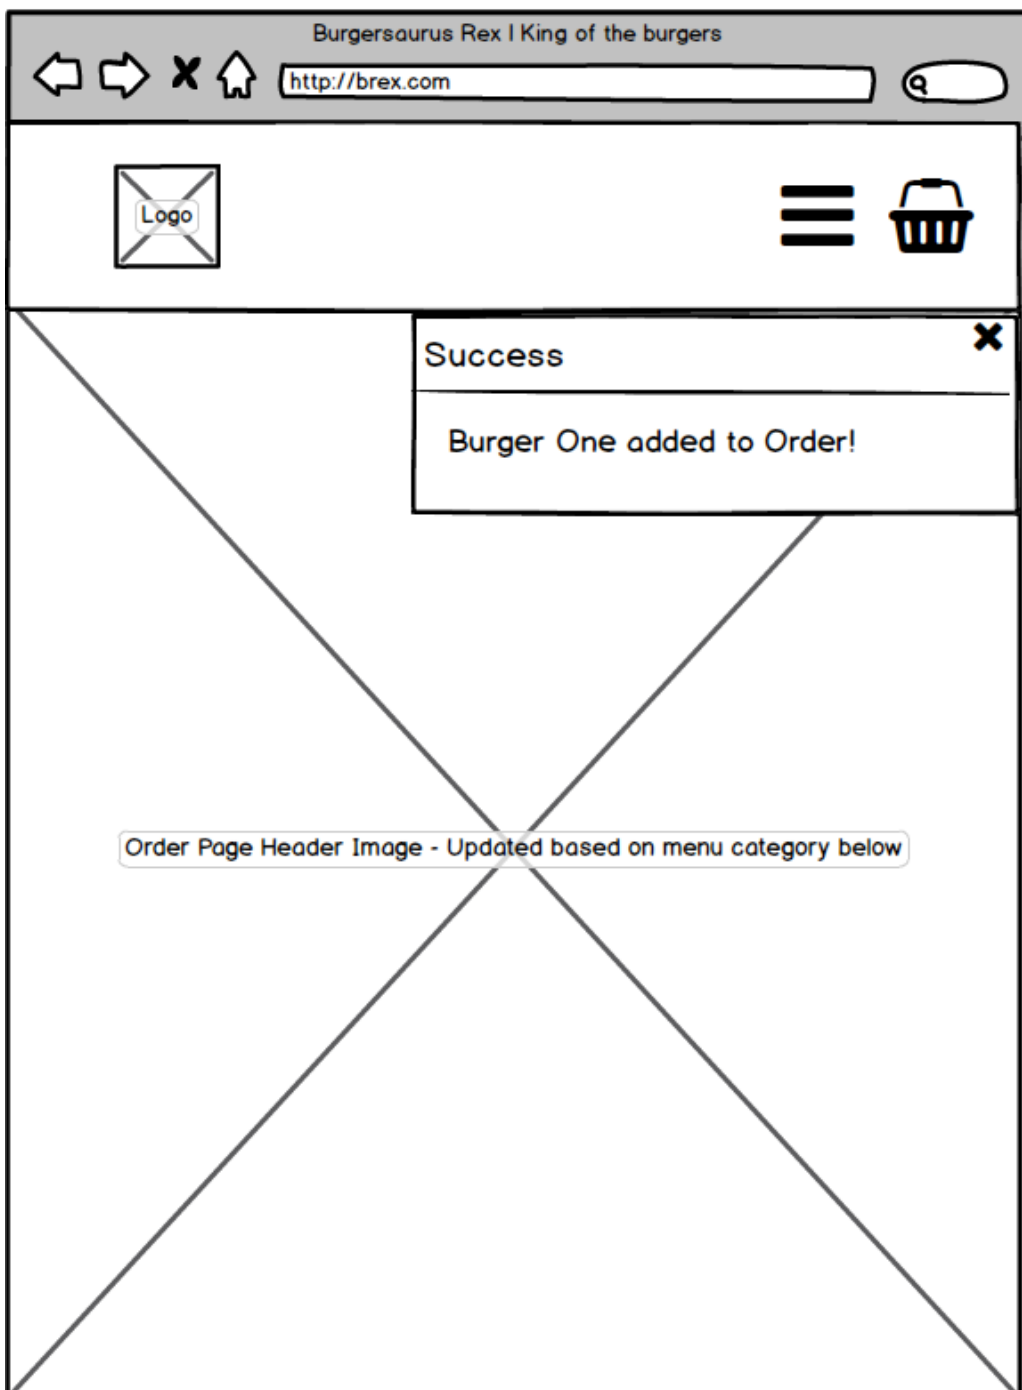 Burgersaurus Rex | King of the burgers
http://brex.com
Logo
Success
Burger One added to Order!
Order Page Header Image - Updated based on menu category below